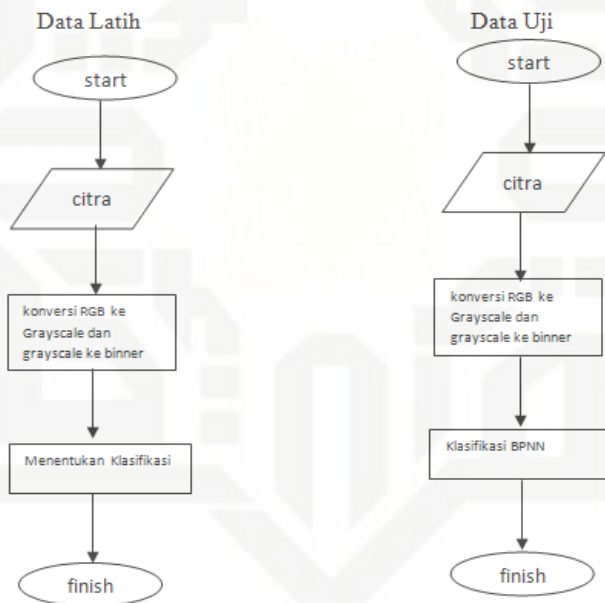 Data Latih
start
citra
konversi RGB ke
Grayscale dan
grayscale ke binner
Menentukan Klasifikasi
finish
Data Uji
start
citra
konversi RGB ke
Grayscale dan
grayscale ke binner
Klasifikasi BPNN
finish